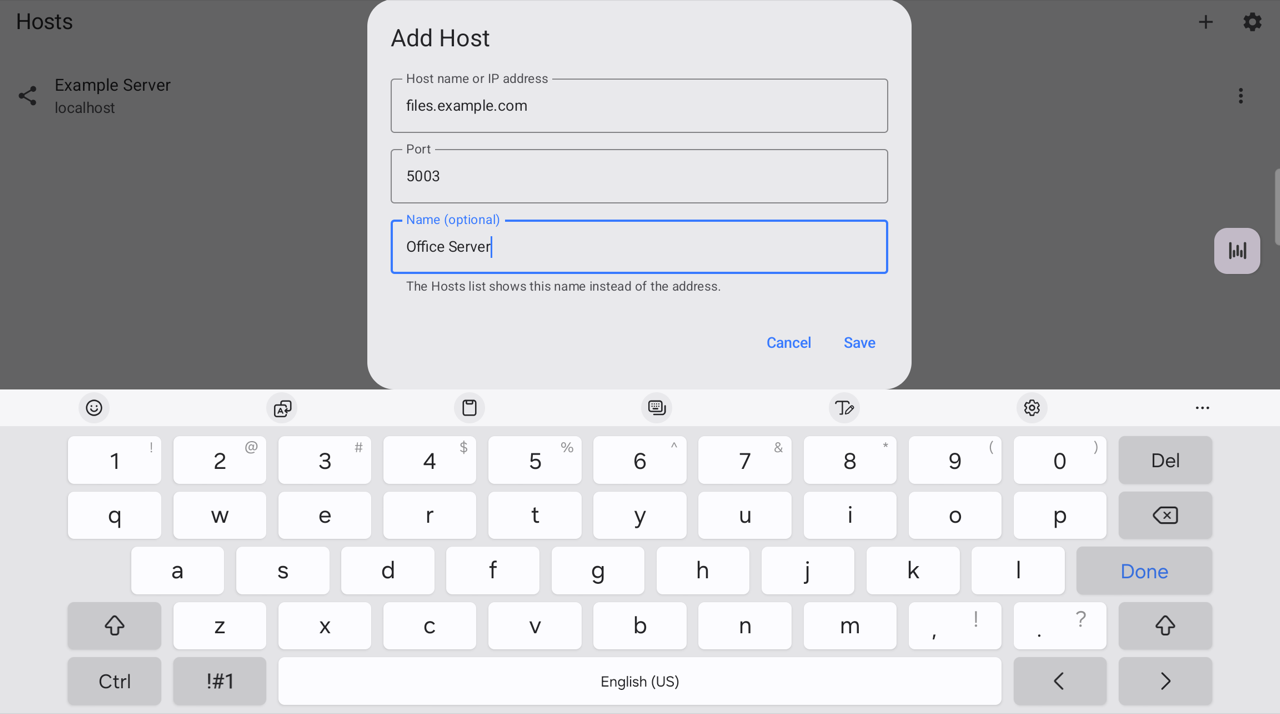 Hosts
Example Server
localhost
Add Host
Host name or IP address
files.example.com
Port
5003
Name (optional)
Office Server
The Hosts list shows this name instead of the address.
Cancel Save
1 ! 2 @ 3 # 4 $ 5 % 6 ^ 7 & 8 * 9 ( 0 ) Del
q w e r t y u i o p
a s d f g h j k l Done
z x c v b n m , ! . ?
Ctrl !#1 English (US) < >